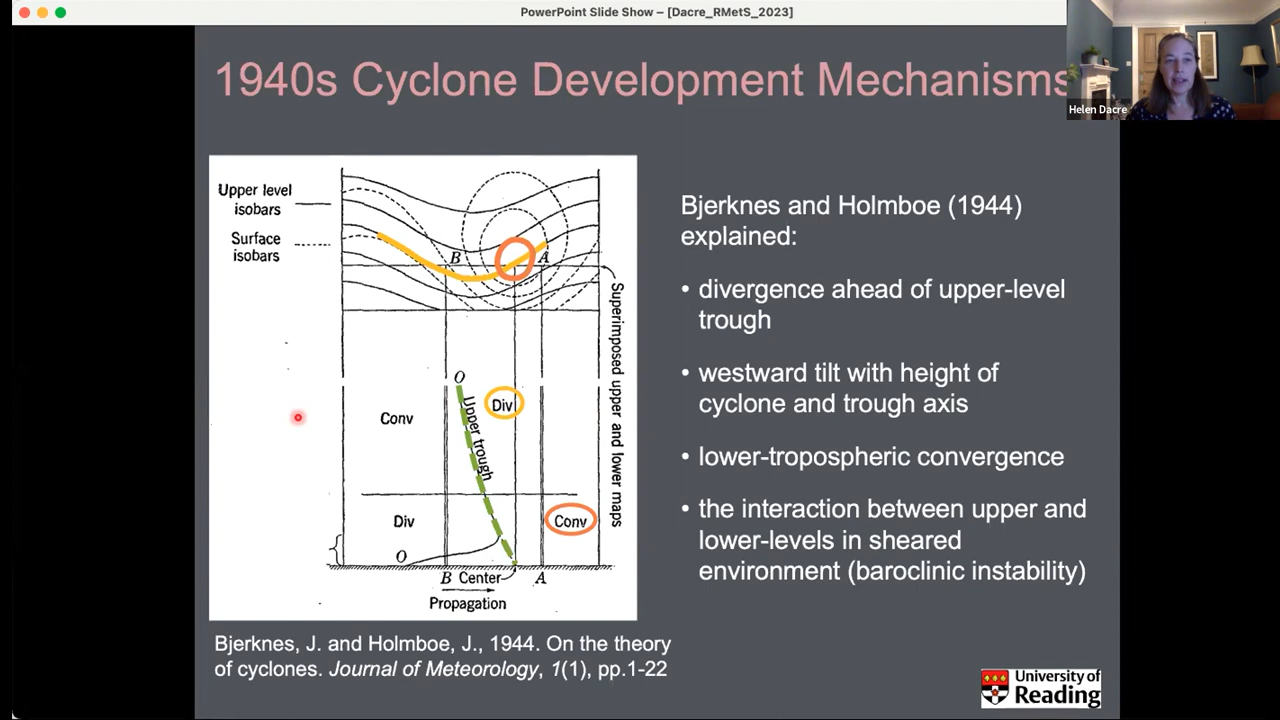 PowerPoint Slide Show – [Dacre_RMetS_2023]
Helen Dacre
1940s Cyclone Development Mechanisms
Upper level
isobars
Surface
isobars
B
A
Superimposed upper and lower maps
O
Conv
Div
Upper trough
Div
Conv
O
B Center A
Propagation
Bjerknes, J. and Holmboe, J., 1944. On the theory
of cyclones. Journal of Meteorology, 1(1), pp.1-22
Bjerknes and Holmboe (1944)
explained:
• divergence ahead of upper-level
trough
• westward tilt with height of
cyclone and trough axis
• lower-tropospheric convergence
• the interaction between upper and
lower-levels in sheared
environment (baroclinic instability)
University of
Reading